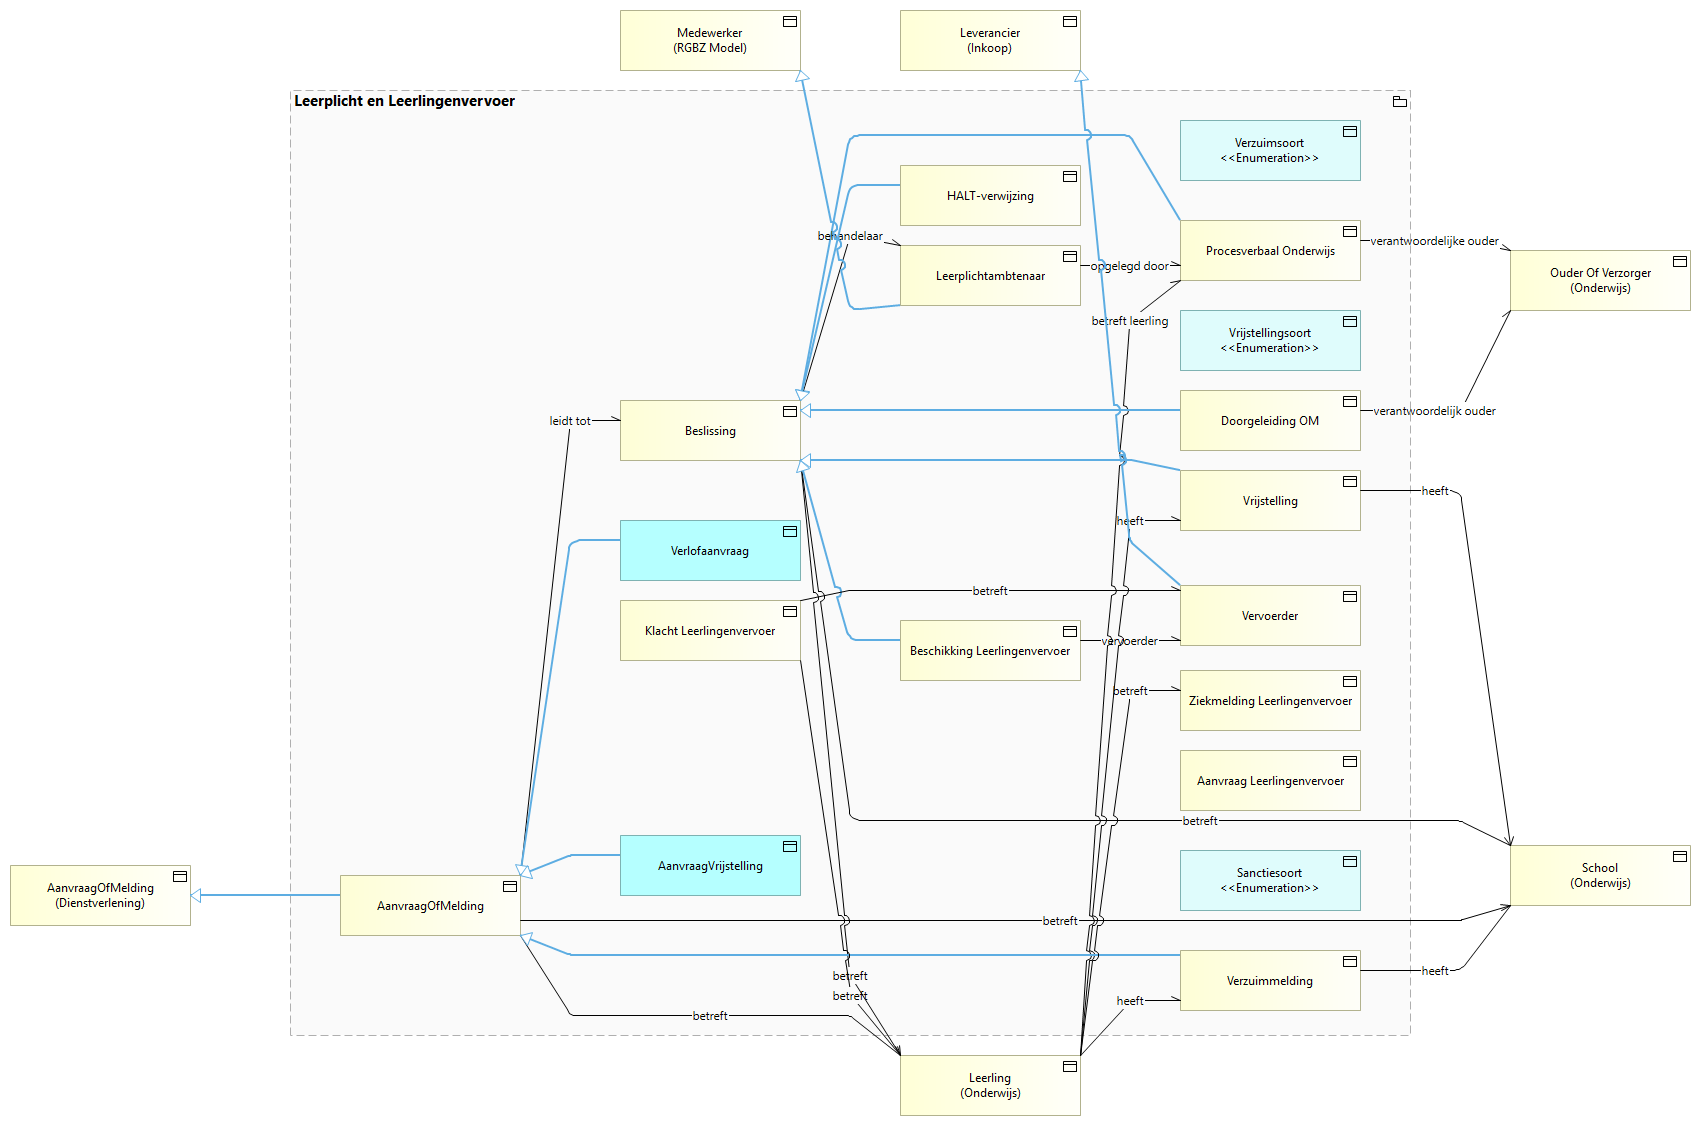 Medewerker
(RGBZ Model)
Leverancier
(Inkoop)
Leerplicht en Leerlingenvervoer
Verzuimsoort
<<Enumeration>>
HALT-verwijzing
behandelaar
Leerplichtambtenaar
opgelegd door
Procesverbaal Onderwijs
verantwoordelijke ouder
Ouder Of Verzorger
(Onderwijs)
betreft leerling
Vrijstellingsoort
<<Enumeration>>
leidt tot
Beslissing
Doorgeleiding OM
verantwoordelijk ouder
Vrijstelling
heeft
heeft
Verlofaanvraag
Klacht Leerlingenvervoer
betreft
Vervoerder
Beschikking Leerlingenvervoer
vervoerder
betreft
Ziekmelding Leerlingenvervoer
Aanvraag Leerlingenvervoer
betreft
AanvraagOfMelding
(Dienstverlening)
AanvraagOfMelding
AanvraagVrijstelling
Sanctiesoort
<<Enumeration>>
School
(Onderwijs)
betreft
betreft
betreft
Verzuimmelding
heeft
heeft
betreft
Leerling
(Onderwijs)